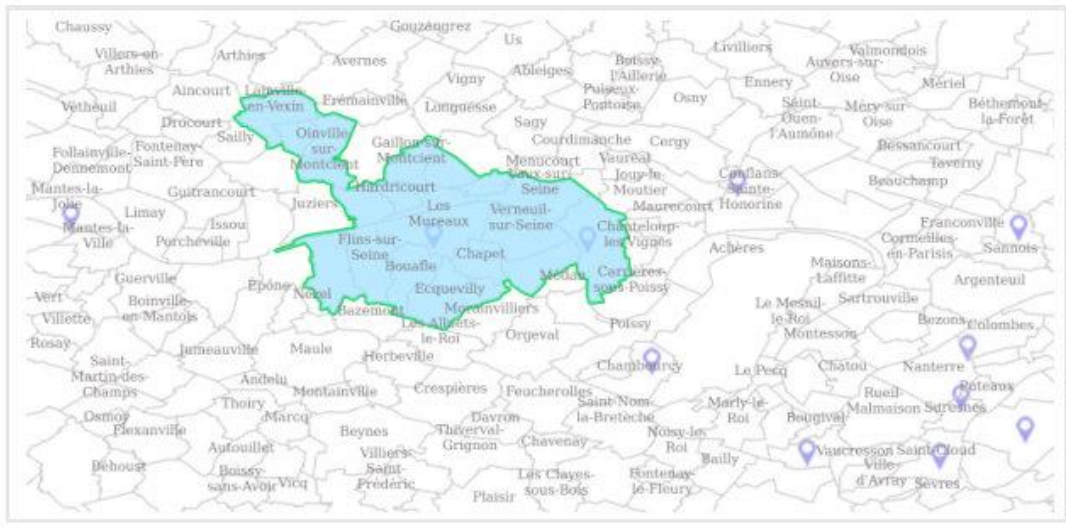 Chaussy
Gouzangrez
Us
Livilliers
Valmondois
Villers-en-
Arthies
Arthies
Avernes
Boissy-
l'Aillerie
Auvers-sur-
Oise
Vigny
Ableiges
Ennery
Mériel
Aincourt
Lainville-
en-Vexin
Frémainville
Puiseux-
Pontoise
Osny
Vétheuil
Longuesse
Saint-
Ouen-
l'Aumône
Méry-sur-
Oise
Béthemont-
la-Forêt
Drocourt
Sailly
Oinville-
sur-
Montcient
Sagy
Courdimanche
Cergy
Follainville-
Dennemont
Fontenay-
Saint-Père
Gaillon-sur-
Montcient
Menucourt
Vaux-sur-
Seine
Vauréal
Jouy-le-
Moutier
Bessancourt
Taverny
Mantes-la-
Jolie
Guitrancourt
Hardricourt
Conflans-
Sainte-
Honorine
Beauchamp
Limay
Juziers
Les
Mureaux
Verneuil-
sur-Seine
Maurecourt
Mantes-la-
Ville
Issou
Porcheville
Chanteloup-
les-Vignes
Franconville
Cormeilles-
en-Parisis
Sannois
Flins-sur-
Seine
Chapet
Achères
Bouafle
Maisons-
Laffitte
Guerville
Epône
Ecquevilly
Médan
Carrières-
sous-Poissy
Argenteuil
Vert
Boinville-
en-Mantois
Nézel
Bazemont
Morainvilliers
Le Mesnil-
le-Roi
Sartrouville
Villette
Les Alluets-
le-Roi
Orgeval
Poissy
Montesson
Bezons
Colombes
Rosay
Jumeauville
Maule
Herbeville
Saint-
Martin-des-
Champs
Chambourcy
Le Pecq
Chatou
Nanterre
Andelu
Montainville
Crespières
Feucherolles
Rueil-
Malmaison
Puteaux
Suresnes
Thoiry
Marcq
Saint-Nom-
la-Bretèche
Marly-le-
Roi
Bougival
Osmoy
Flexanville
Davron
Thiverval-
Grignon
Beynes
Noisy-le-
Roi
Autouillet
Chavenay
Bailly
Vaucresson
Saint-Cloud
Villiers-
Saint-
Frédéric
Ville-
d'Avray
Sèvres
Béhoust
Boissy-
sans-Avoir
Vicq
Les Clayes-
sous-Bois
Fontenay-
le-Fleury
Plaisir